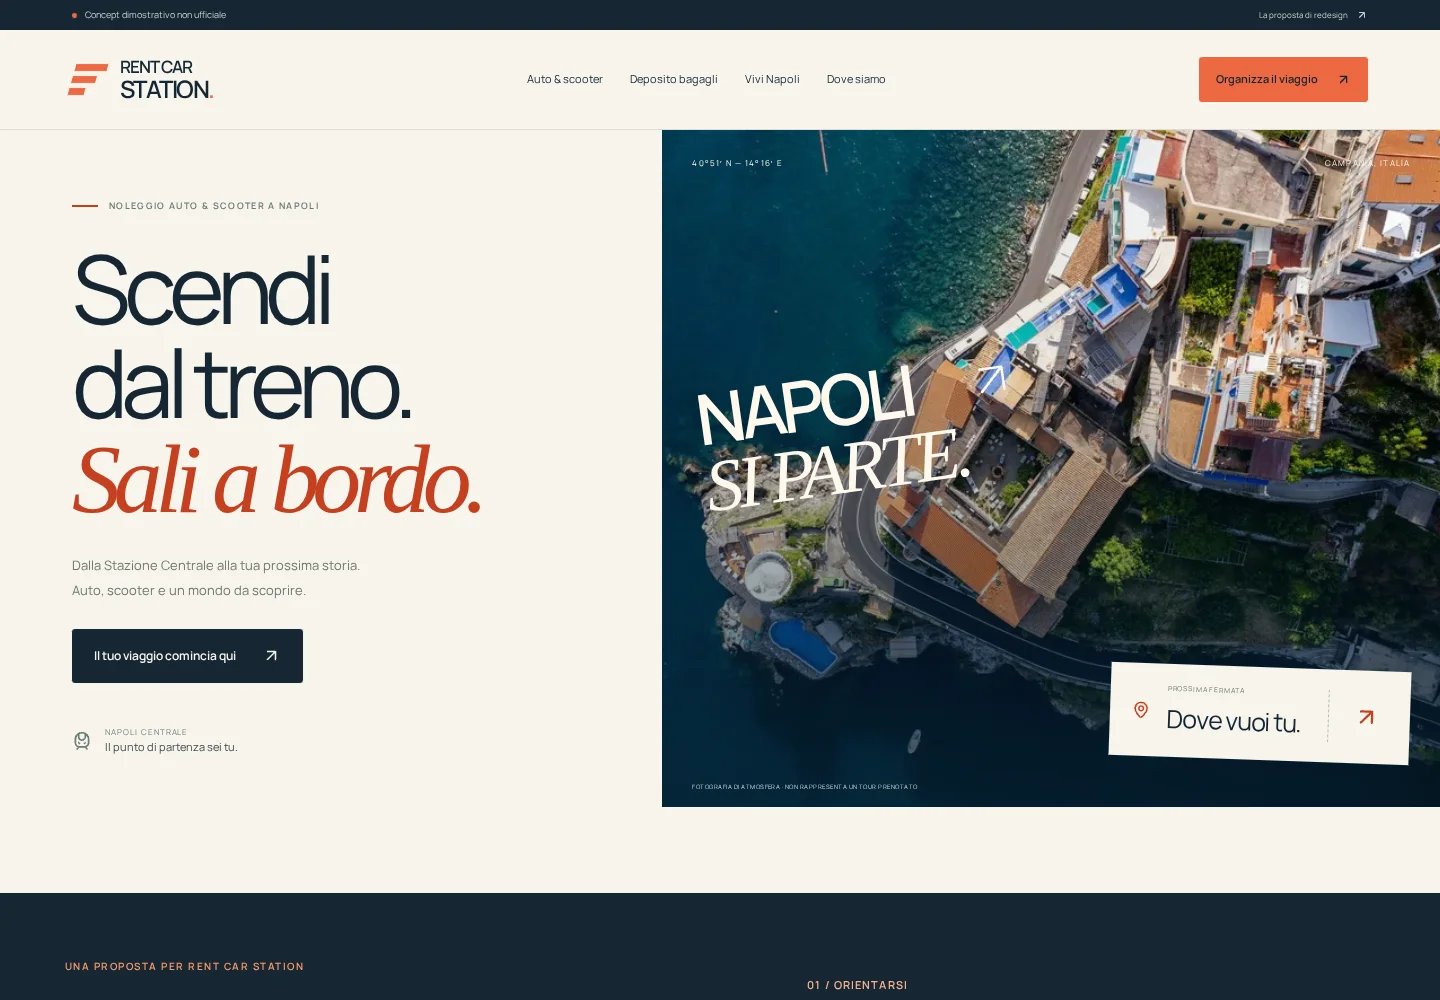 Concept dimostrativo non ufficiale
La proposta di redesign
RENT CAR
STATION.
Auto & scooter
Deposito bagagli
Vivi Napoli
Dove siamo
Organizza il viaggio
NOLEGGIO AUTO & SCOOTER A NAPOLI
Scendi
dal treno.
Sali a bordo.
Dalla Stazione Centrale alla tua prossima storia.
Auto, scooter e un mondo da scoprire.
Il tuo viaggio comincia qui
NAPOLI CENTRALE
Il punto di partenza sei tu.
40°51′ N — 14°16′ E
CAMPANIA, ITALIA
NAPOLI
SI PARTE.
PROSSIMA FERMATA
Dove vuoi tu.
FOTOGRAFIA DI ATMOSFERA · NON RAPPRESENTA UN TOUR PRENOTATO
UNA PROPOSTA PER RENT CAR STATION
01 / ORIENTARSI